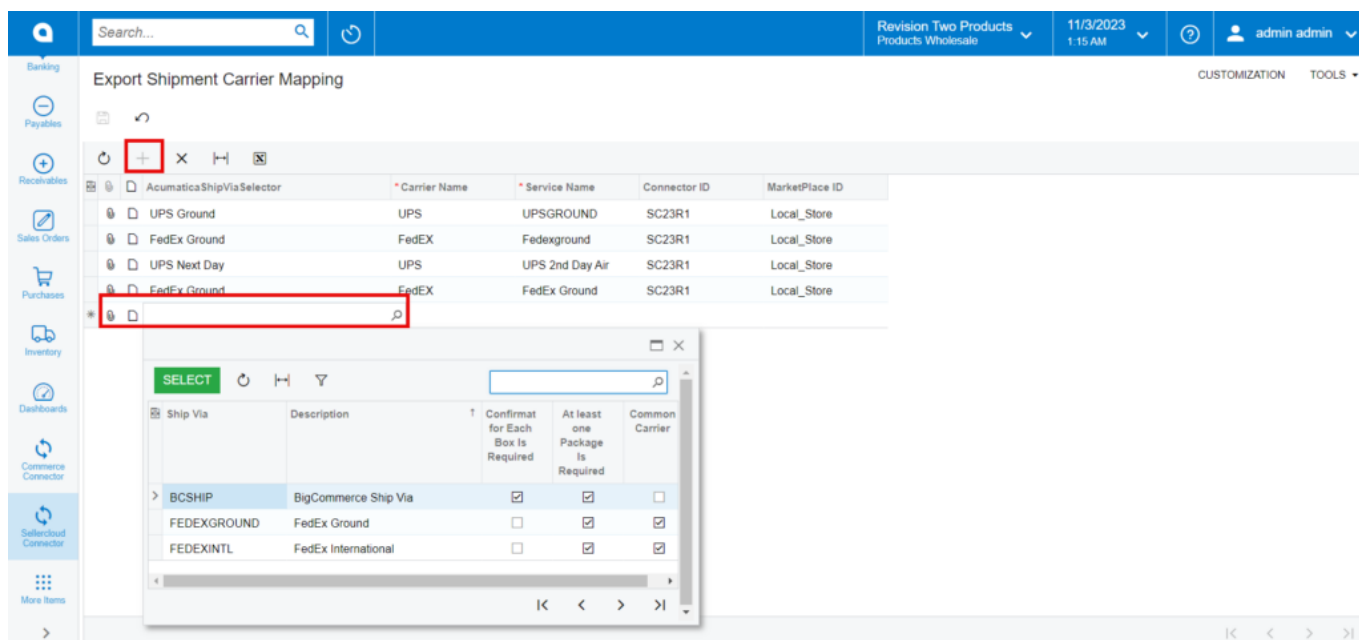 Search...
Revision Two Products
Products Wholesale
11/3/2023
1:15 AM
admin admin
Banking
Export Shipment Carrier Mapping
CUSTOMIZATION TOOLS
Payables
Receivables
AcumaticaShipViaSelector * Carrier Name * Service Name Connector ID MarketPlace ID
UPS Ground UPS UPSGROUND SC23R1 Local_Store
Sales Orders
FedEx Ground FedEX Fedexground SC23R1 Local_Store
UPS Next Day UPS UPS 2nd Day Air SC23R1 Local_Store
Purchases
FedEx Ground FedEX FedEx Ground SC23R1 Local_Store
Inventory
SELECT
Dashboards
Ship Via Description Confirmat for Each Box Is Required At least one Package Is Required Common Carrier
Commerce Connector
BCSHIP BigCommerce Ship Via
FEDEXGROUND FedEx Ground
Sellercloud Connector
FEDEXINTL FedEx International
More Items